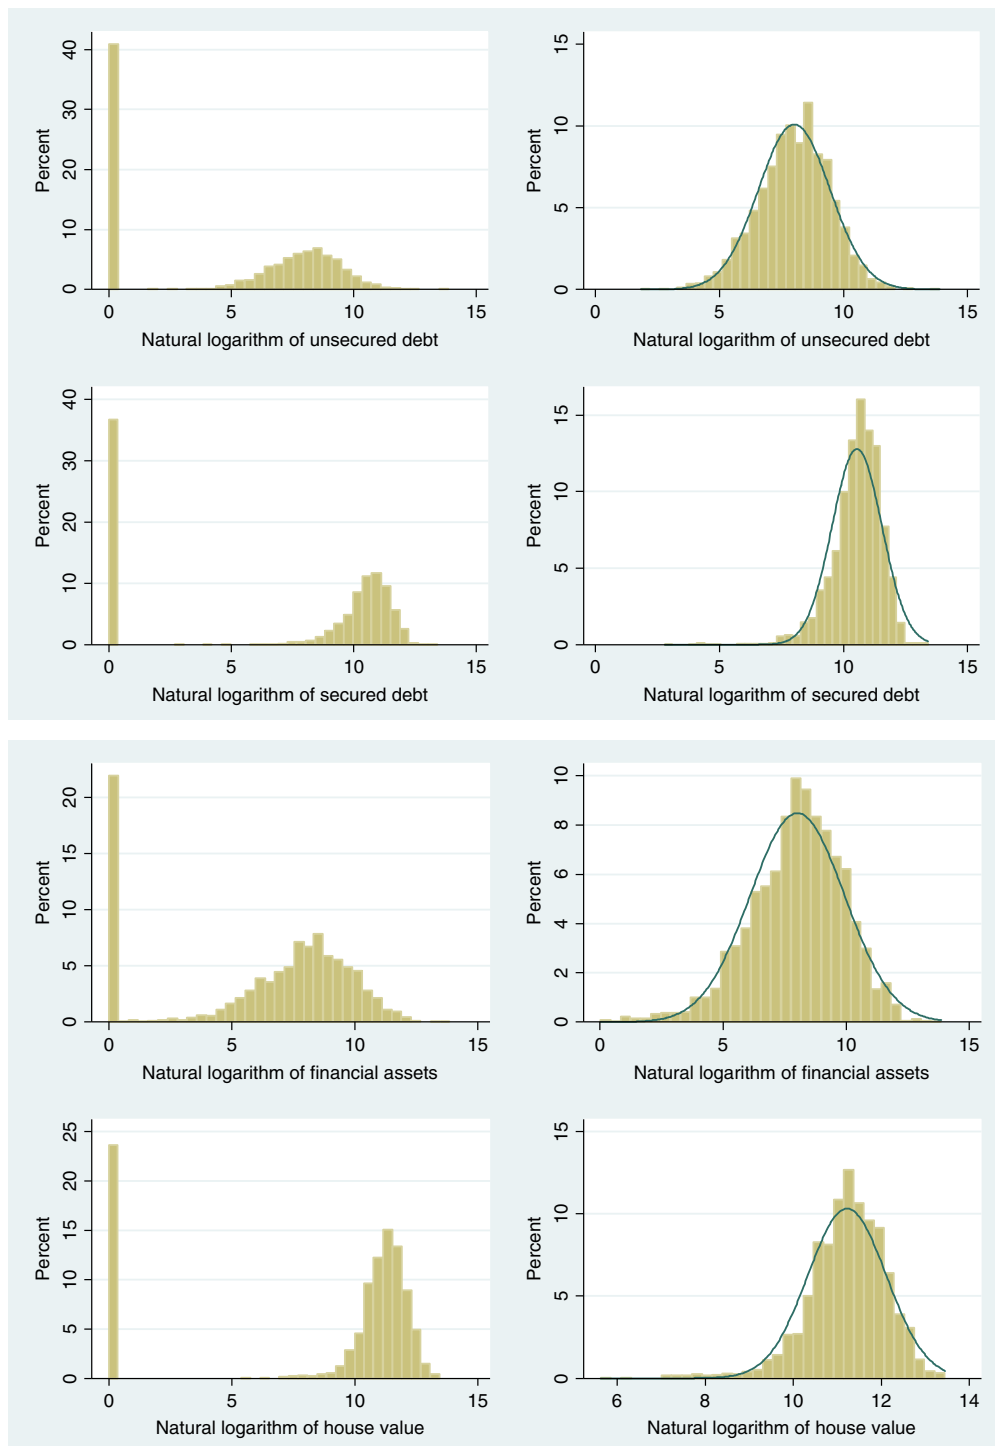 40
30
20
10
0
Percent
0 5 10 15
Natural logarithm of unsecured debt
15
10
5
0
Percent
0 5 10 15
Natural logarithm of unsecured debt
40
30
20
10
0
Percent
0 5 10 15
Natural logarithm of secured debt
15
10
5
0
Percent
0 5 10 15
Natural logarithm of secured debt
20
15
10
5
0
Percent
0 5 10 15
Natural logarithm of financial assets
10
8
6
4
2
0
Percent
0 5 10 15
Natural logarithm of financial assets
25
20
15
10
5
0
Percent
0 5 10 15
Natural logarithm of house value
15
10
5
0
Percent
6 8 10 12 14
Natural logarithm of house value